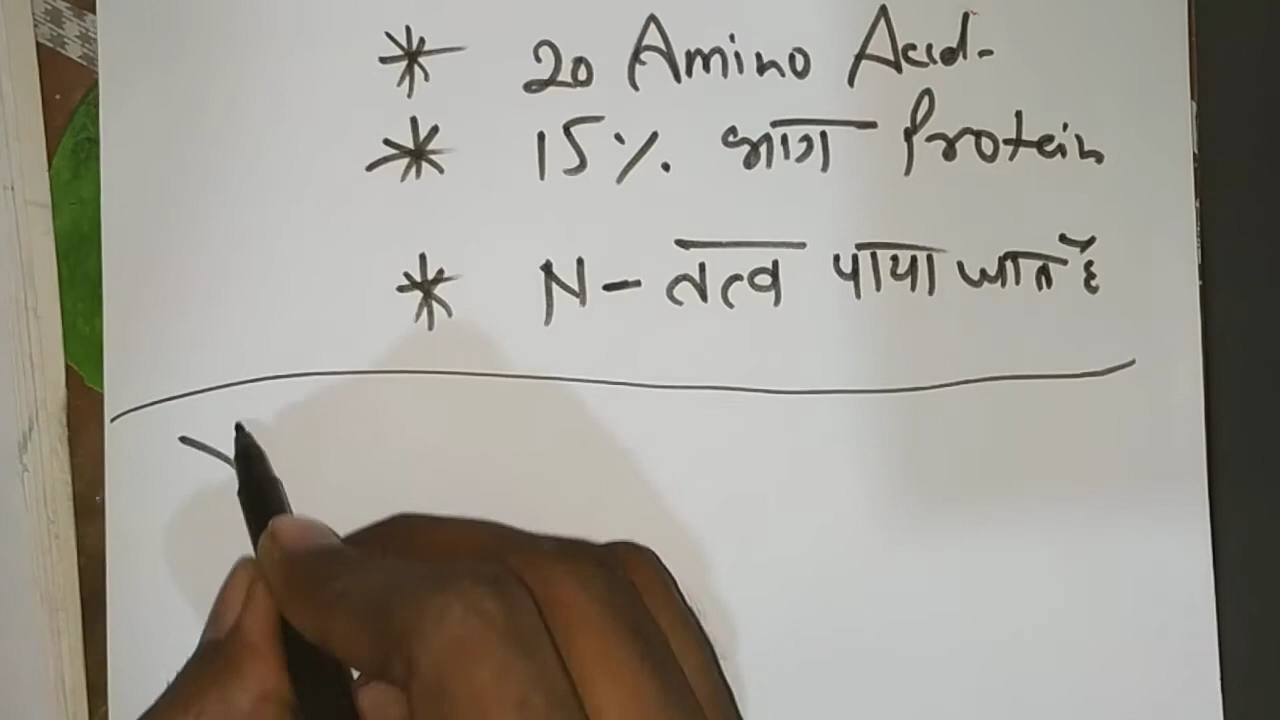 * 20 Amino Acid-
* 15% भाग Protein
* N- तत्व पाया जाते है